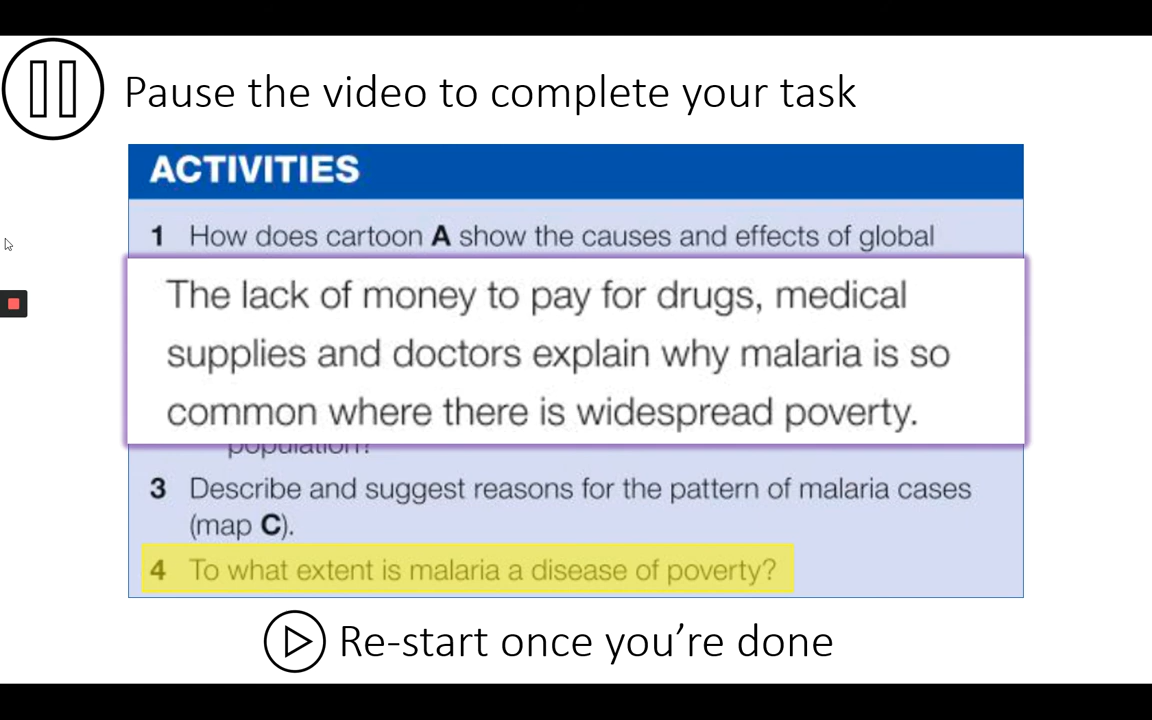 Pause the video to complete your task
ACTIVITIES
1 How does cartoon A show the causes and effects of global
The lack of money to pay for drugs, medical
supplies and doctors explain why malaria is so
common where there is widespread poverty.
population?
3 Describe and suggest reasons for the pattern of malaria cases
(map C).
4 To what extent is malaria a disease of poverty?
Re-start once you’re done